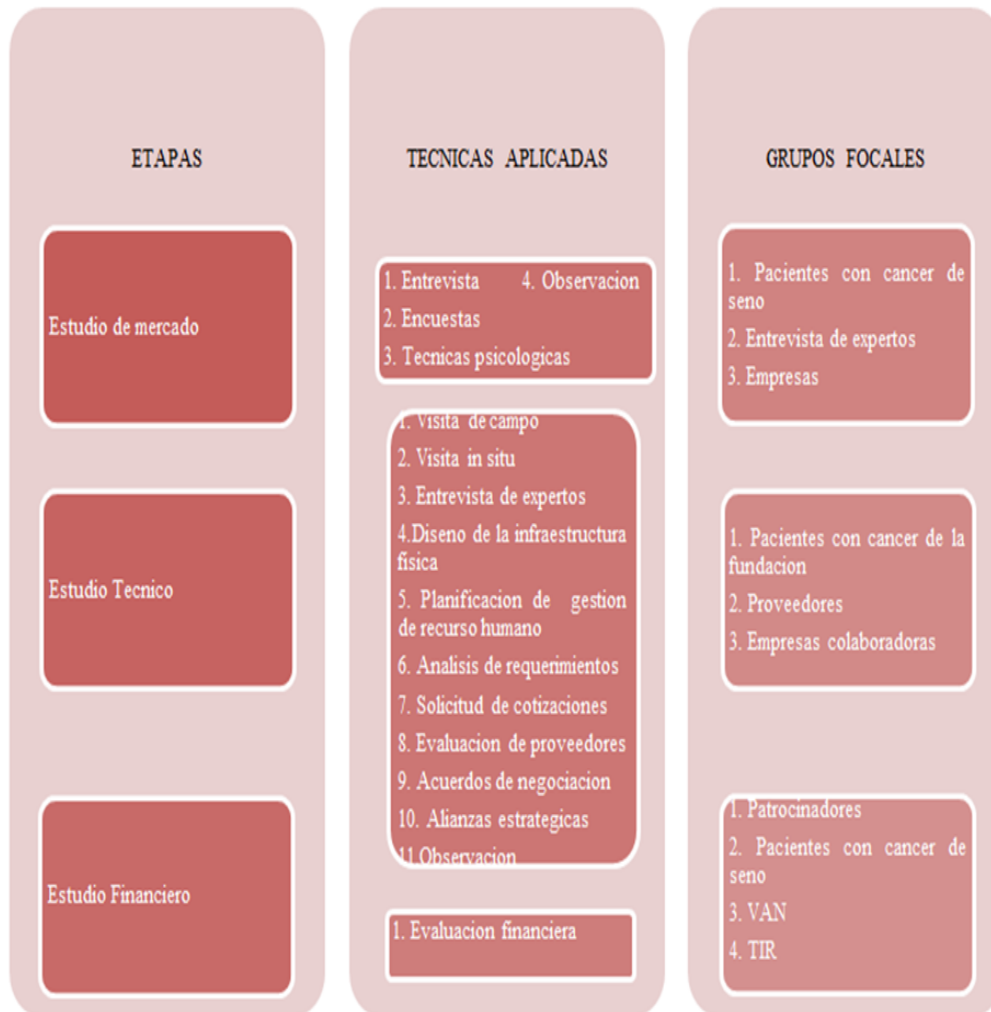 ETAPAS
Estudio de mercado
Estudio Tecnico
Estudio Financiero
TECNICAS APLICADAS
1. Entrevista 4. Observacion
2. Encuestas
3. Tecnicas psicologicas
1. Visita de campo
2. Visita in situ
3. Entrevista de expertos
4.Diseno de la infraestructura
fisica
5. Planificacion de gestion
de recurso humano
6. Analisis de requerimientos
7. Solicitud de cotizaciones
8. Evaluacion de proveedores
9. Acuerdos de negociacion
10. Alianzas estrategicas
11.Observacion
1. Evaluacion financiera
GRUPOS FOCALES
1. Pacientes con cancer de
seno
2. Entrevista de expertos
3. Empresas
1. Pacientes con cancer de la
fundacion
2. Proveedores
3. Empresas colaboradoras
1. Patrocinadores
2. Pacientes con cancer de
seno
3. VAN
4. TIR